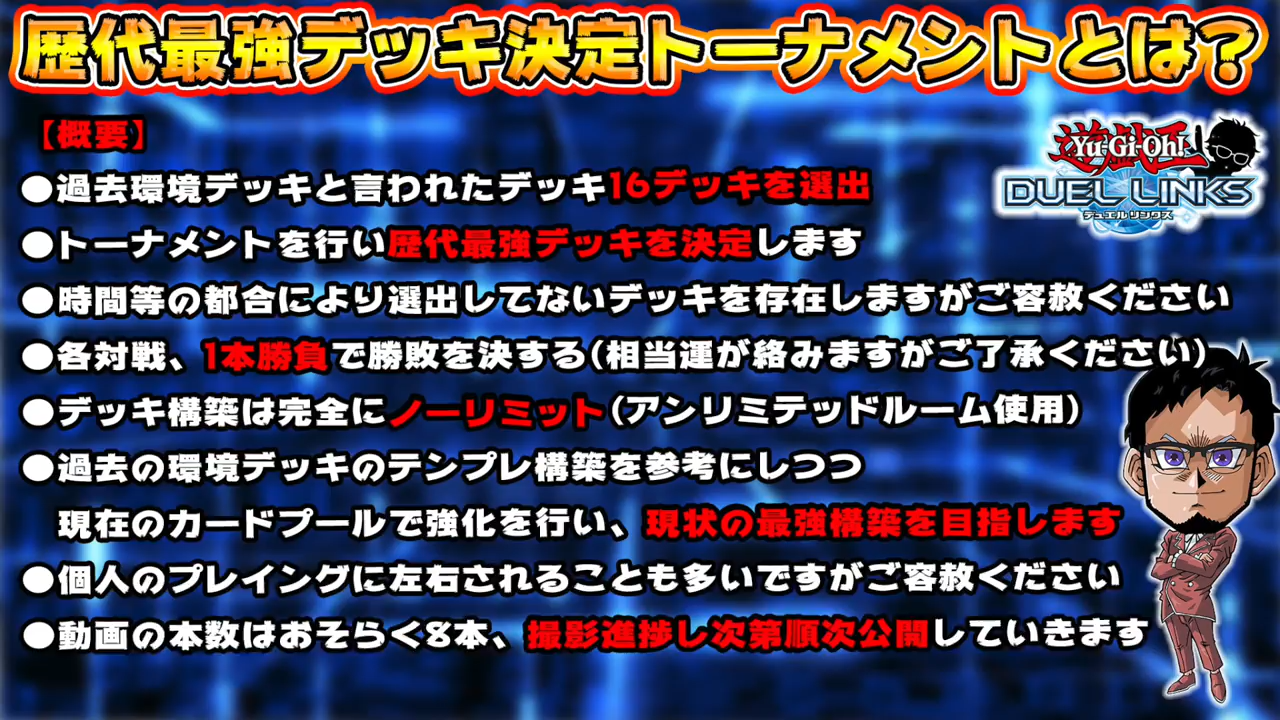 歴代最強デッキ決定トーナメントとは？
【概要】
●過去環境デッキと言われたデッキ16デッキを選出
●トーナメントを行い歴代最強デッキを決定します
●時間等の都合により選出してないデッキを存在しますがご容赦ください
●各対戦、1本勝負で勝敗を決する（相当運が絡みますがご了承ください）
●デッキ構築は完全にノーリミット（アンリミテッドルーム使用）
●過去の環境デッキのテンプレ構築を参考にしつつ
現在のカードプールで強化を行い、現状の最強構築を目指します
●個人のプレイングに左右されることも多いですがご容赦ください
●動画の本数はおそらく8本、撮影進捗し次第順次公開していきます
遊戯王
Yu-Gi-Oh!
DUEL LINKS
デュエルリンクス